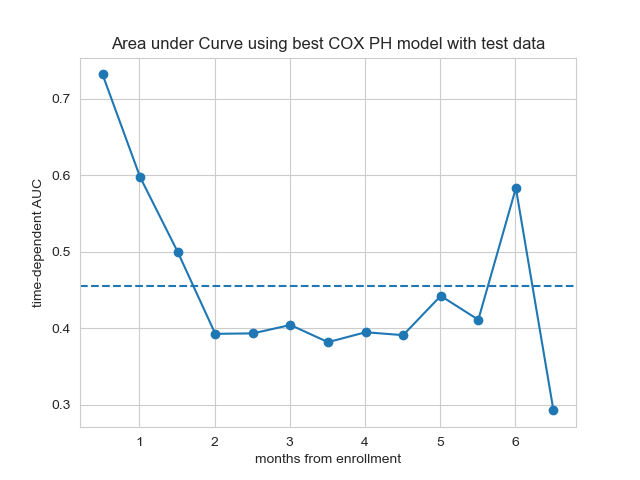 Area under Curve using best COX PH model with test data
time-dependent AUC
0.7
0.6
0.5
0.4
0.3
1 2 3 4 5 6
months from enrollment